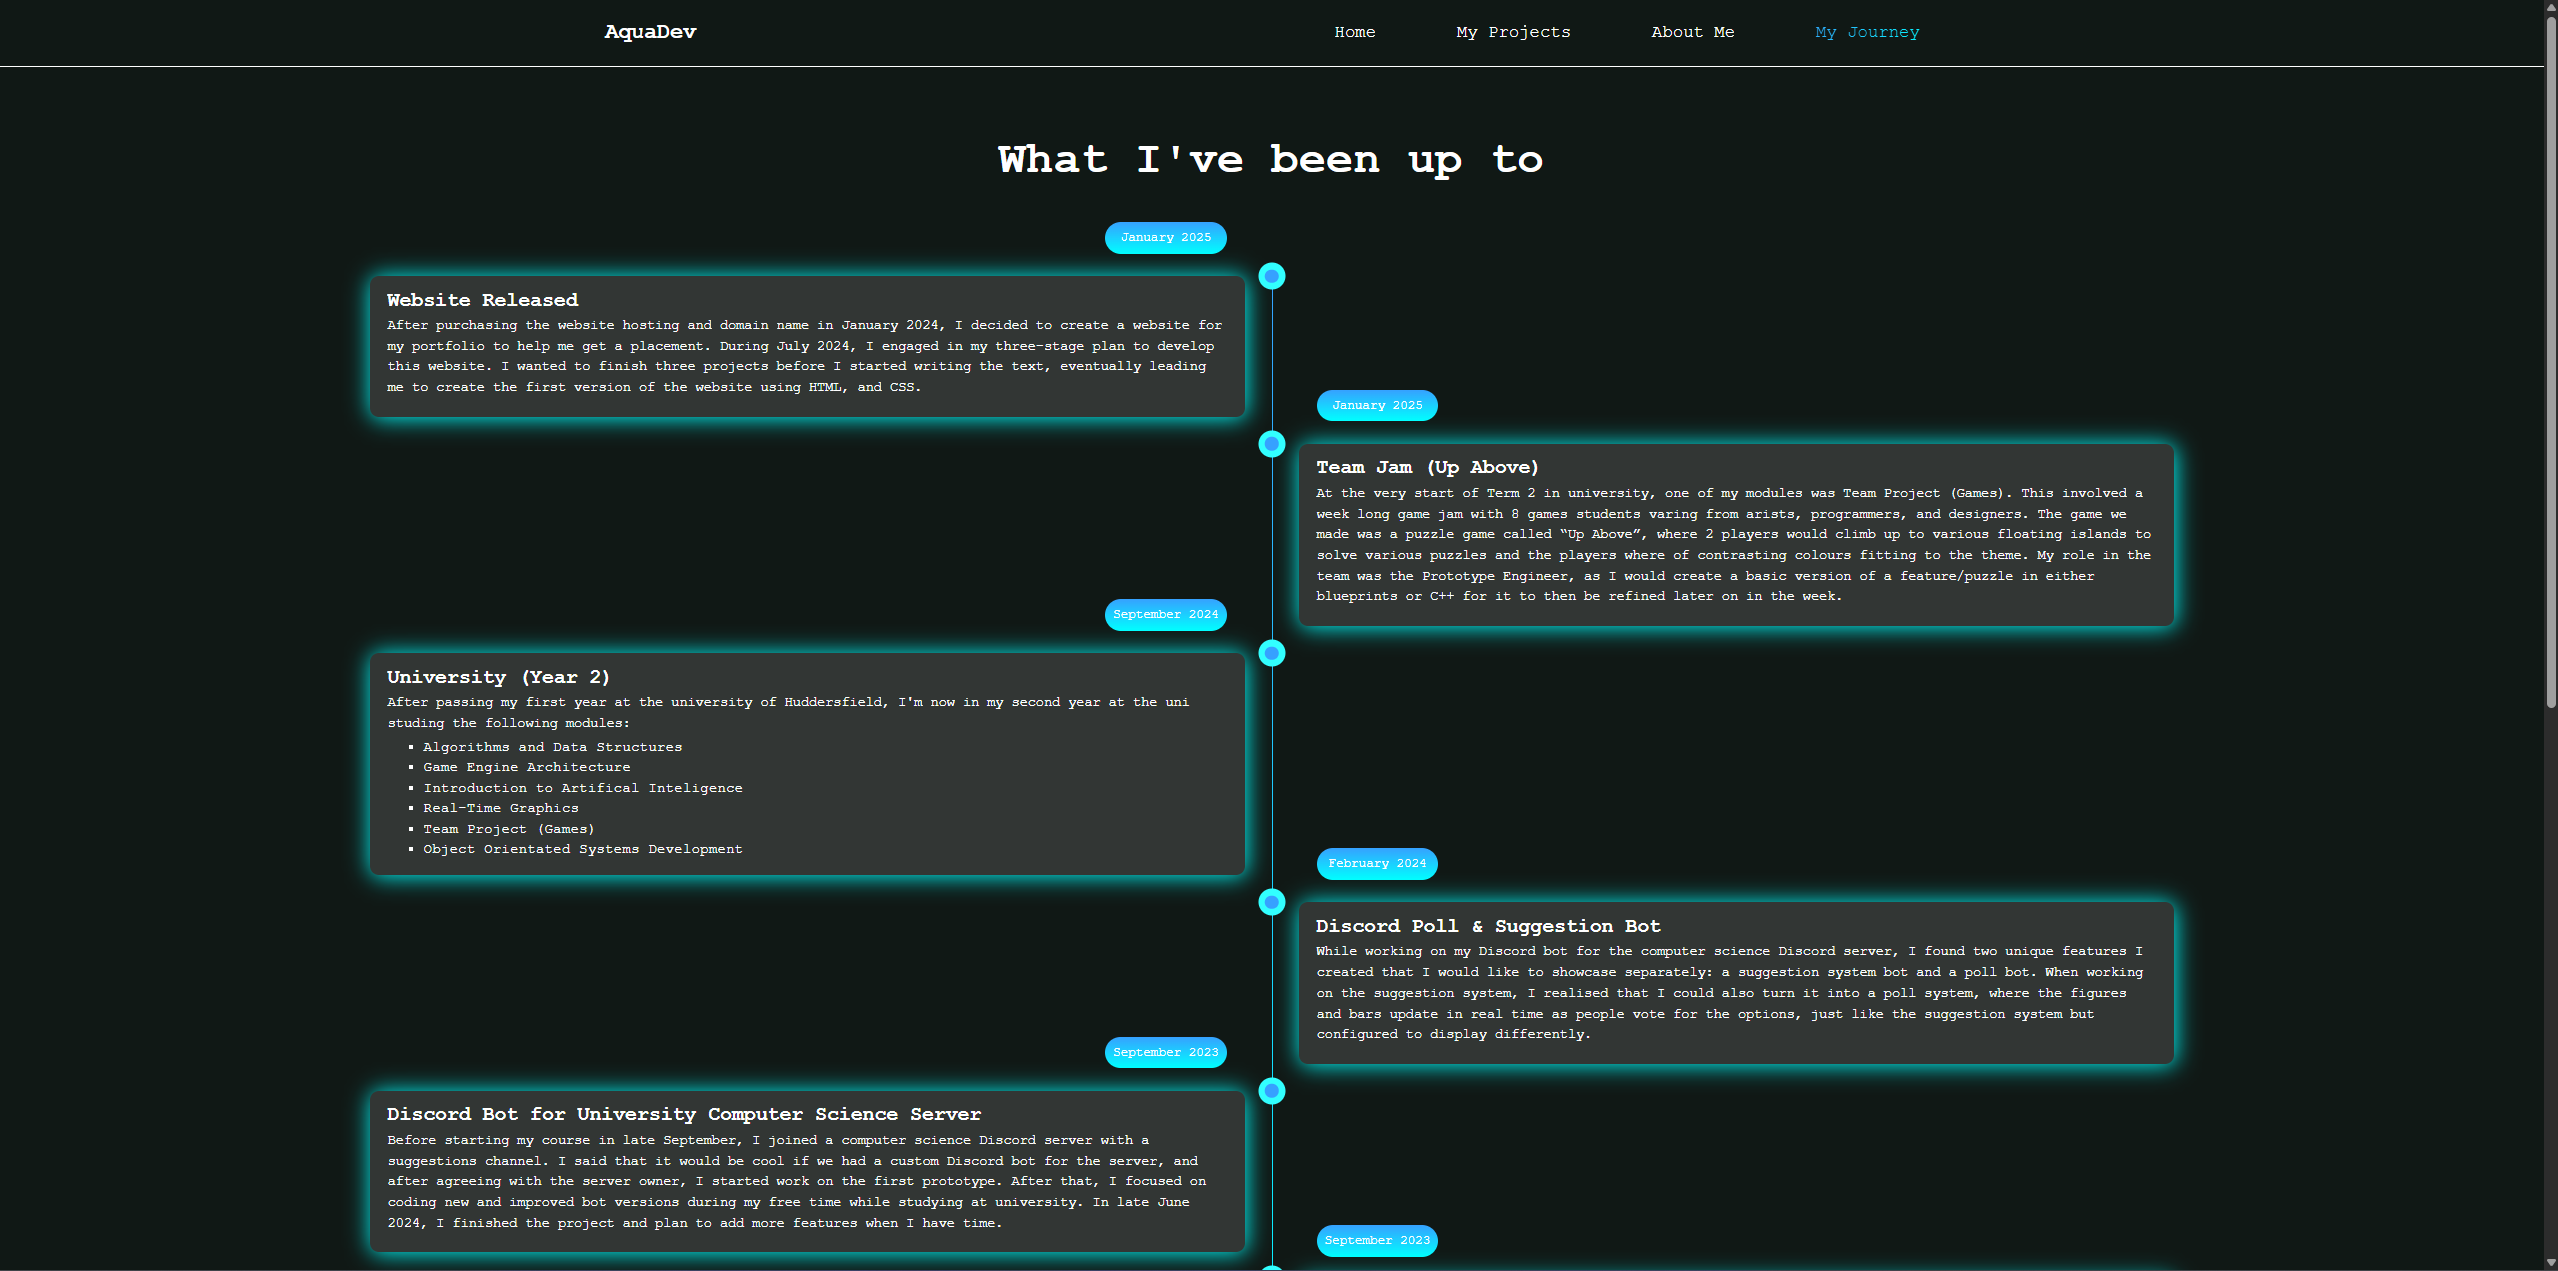 AquaDev
Home
My Projects
About Me
My Journey
What I've been up to
January 2025
Website Released
After purchasing the website hosting and domain name in January 2024, I decided to create a website for
my portfolio to help me get a placement. During July 2024, I engaged in my three-stage plan to develop
this website. I wanted to finish three projects before I started writing the text, eventually leading
me to create the first version of the website using HTML, and CSS.
January 2025
Team Jam (Up Above)
At the very start of Term 2 in university, one of my modules was Team Project (Games). This involved a
week long game jam with 8 games students varing from arists, programmers, and designers. The game we
made was a puzzle game called “Up Above”, where 2 players would climb up to various floating islands to
solve various puzzles and the players where of contrasting colours fitting to the theme. My role in the
team was the Prototype Engineer, as I would create a basic version of a feature/puzzle in either
blueprints or C++ for it to then be refined later on in the week.
September 2024
University (Year 2)
After passing my first year at the university of Huddersfield, I'm now in my second year at the uni
studing the following modules:
▪ Algorithms and Data Structures
▪ Game Engine Architecture
▪ Introduction to Artifical Inteligence
▪ Real-Time Graphics
▪ Team Project (Games)
▪ Object Orientated Systems Development
February 2024
Discord Poll & Suggestion Bot
While working on my Discord bot for the computer science Discord server, I found two unique features I
created that I would like to showcase separately: a suggestion system bot and a poll bot. When working
on the suggestion system, I realised that I could also turn it into a poll system, where the figures
and bars update in real time as people vote for the options, just like the suggestion system but
configured to display differently.
September 2023
Discord Bot for University Computer Science Server
Before starting my course in late September, I joined a computer science Discord server with a
suggestions channel. I said that it would be cool if we had a custom Discord bot for the server, and
after agreeing with the server owner, I started work on the first prototype. After that, I focused on
coding new and improved bot versions during my free time while studying at university. In late June
2024, I finished the project and plan to add more features when I have time.
September 2023